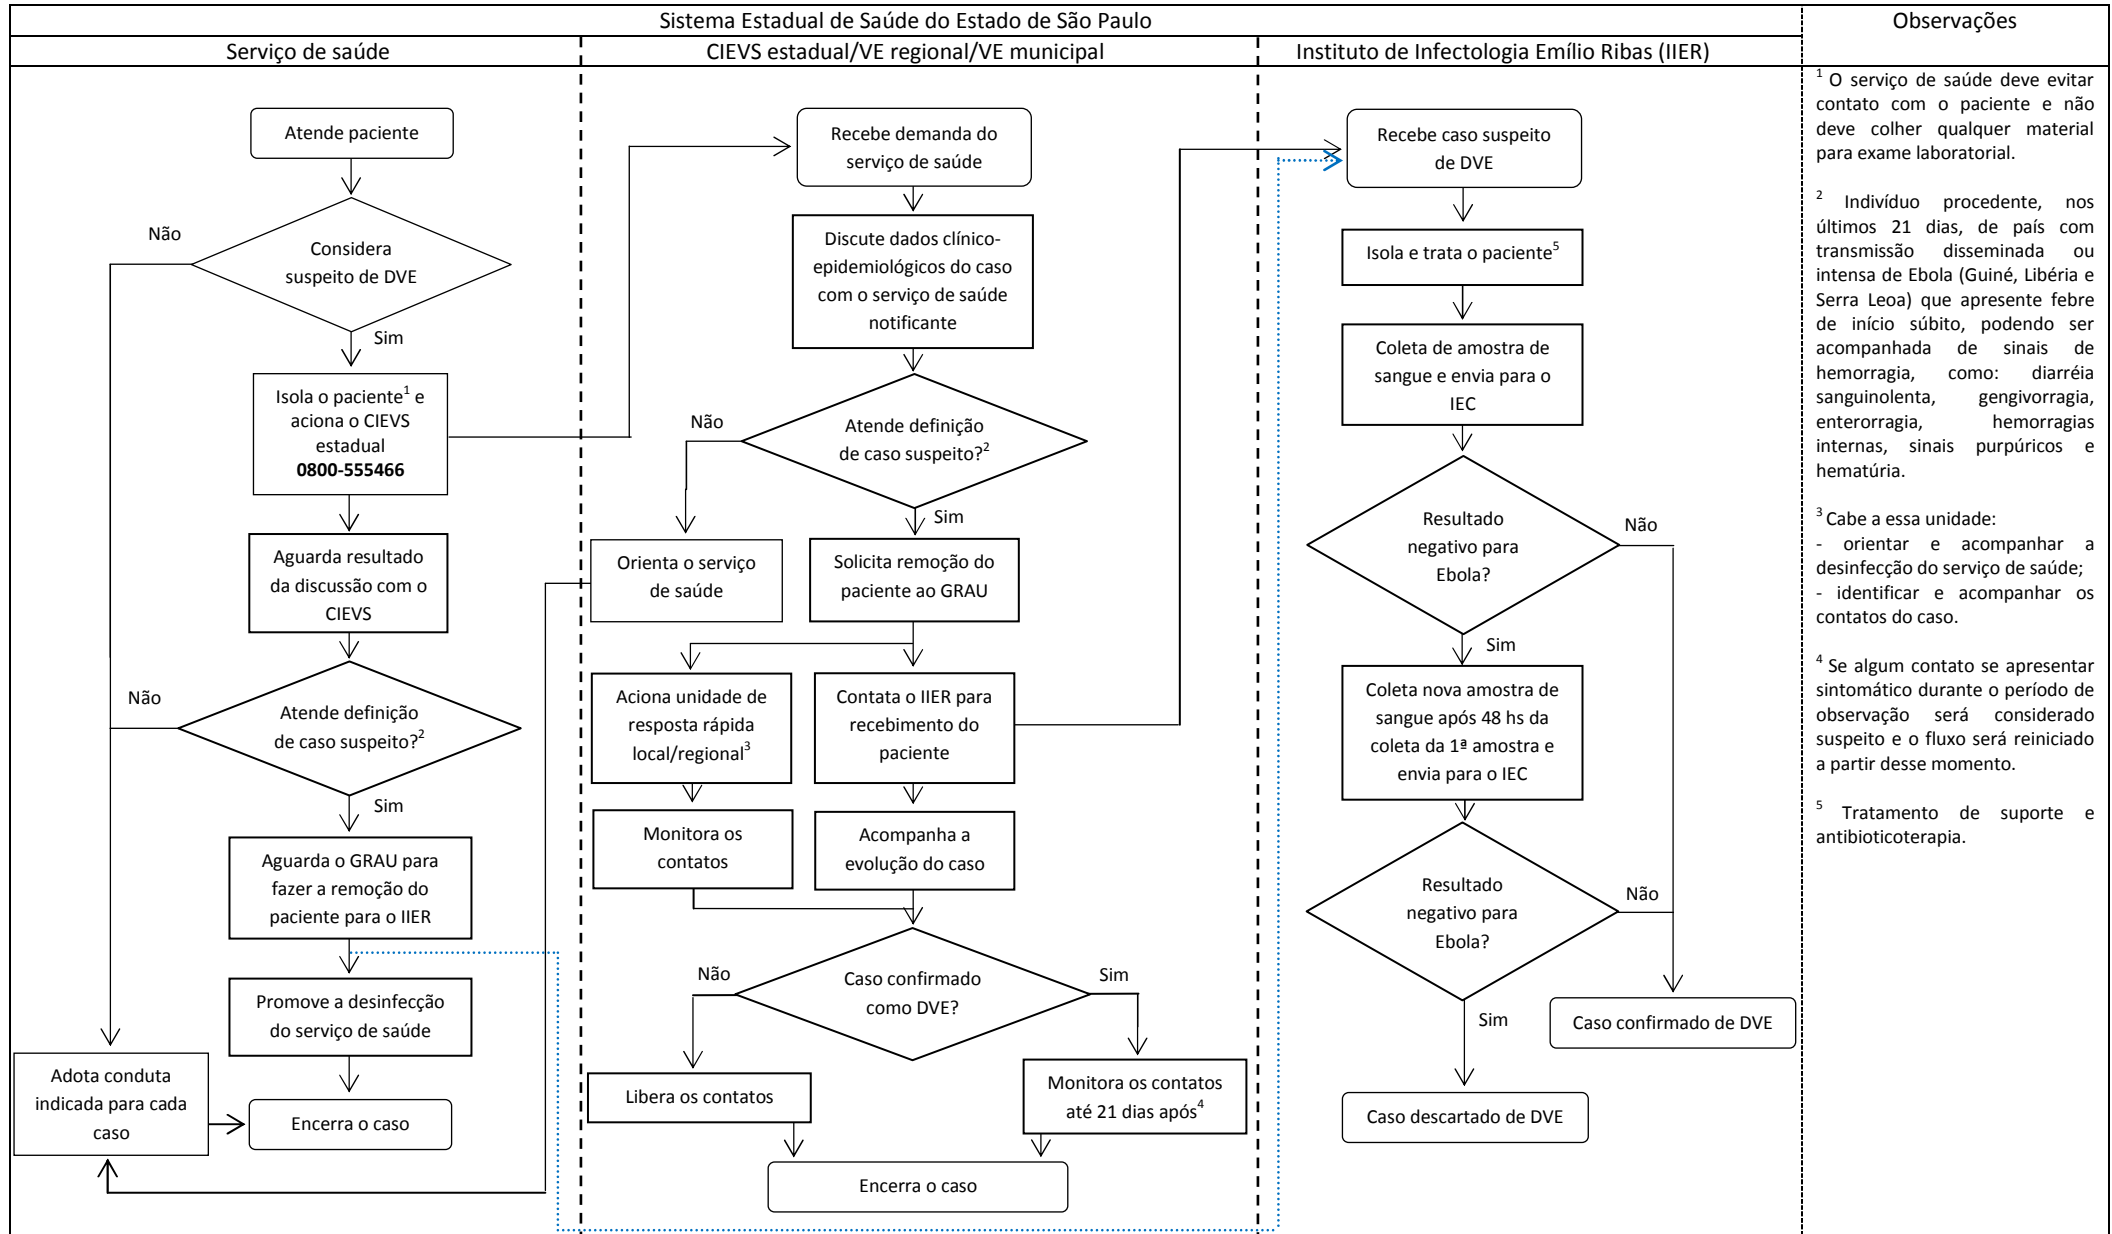 Sistema Estadual de Saúde do Estado de São Paulo
Observações
Serviço de saúde
CIEVS estadual/VE regional/VE municipal
Instituto de Infectologia Emílio Ribas (IIER)
Atende paciente
Não
Considera
suspeito de DVE
Sim
Isola o paciente1 e
aciona o CIEVS
estadual
0800-555466
Aguarda resultado
da discussão com o
CIEVS
Não
Atende definição
de caso suspeito?2
Sim
Aguarda o GRAU para
fazer a remoção do
paciente para o IIER
Promove a desinfecção
do serviço de saúde
Adota conduta
indicada para cada
caso
Encerra o caso
Recebe demanda do
serviço de saúde
Discute dados clínico-
epidemiológicos do caso
com o serviço de saúde
notificante
Não
Atende definição
de caso suspeito?2
Sim
Orienta o serviço
de saúde
Solicita remoção do
paciente ao GRAU
Aciona unidade de
resposta rápida
local/regional3
Contata o IIER para
recebimento do
paciente
Monitora os
contatos
Acompanha a
evolução do caso
Não
Caso confirmado
como DVE?
Sim
Libera os contatos
Monitora os contatos
até 21 dias após4
Encerra o caso
Recebe caso suspeito
de DVE
Isola e trata o paciente5
Coleta de amostra de
sangue e envia para o
IEC
Resultado
negativo para
Ebola?
Não
Sim
Coleta nova amostra de
sangue após 48 hs da
coleta da 1ª amostra e
envia para o IEC
Resultado
negativo para
Ebola?
Não
Sim
Caso confirmado de DVE
Caso descartado de DVE
1 O serviço de saúde deve evitar
contato com o paciente e não
deve colher qualquer material
para exame laboratorial.
2 Indivíduo procedente, nos
últimos 21 dias, de país com
transmissão disseminada ou
intensa de Ebola (Guiné, Libéria e
Serra Leoa) que apresente febre
de início súbito, podendo ser
acompanhada de sinais de
hemorragia, como: diarréia
sanguinolenta, gengivorragia,
enterorragia, hemorragias
internas, sinais purpúricos e
hematúria.
3 Cabe a essa unidade:
- orientar e acompanhar a
desinfecção do serviço de saúde;
- identificar e acompanhar os
contatos do caso.
4 Se algum contato se apresentar
sintomático durante o período de
observação será considerado
suspeito e o fluxo será reiniciado
a partir desse momento.
5 Tratamento de suporte e
antibioticoterapia.